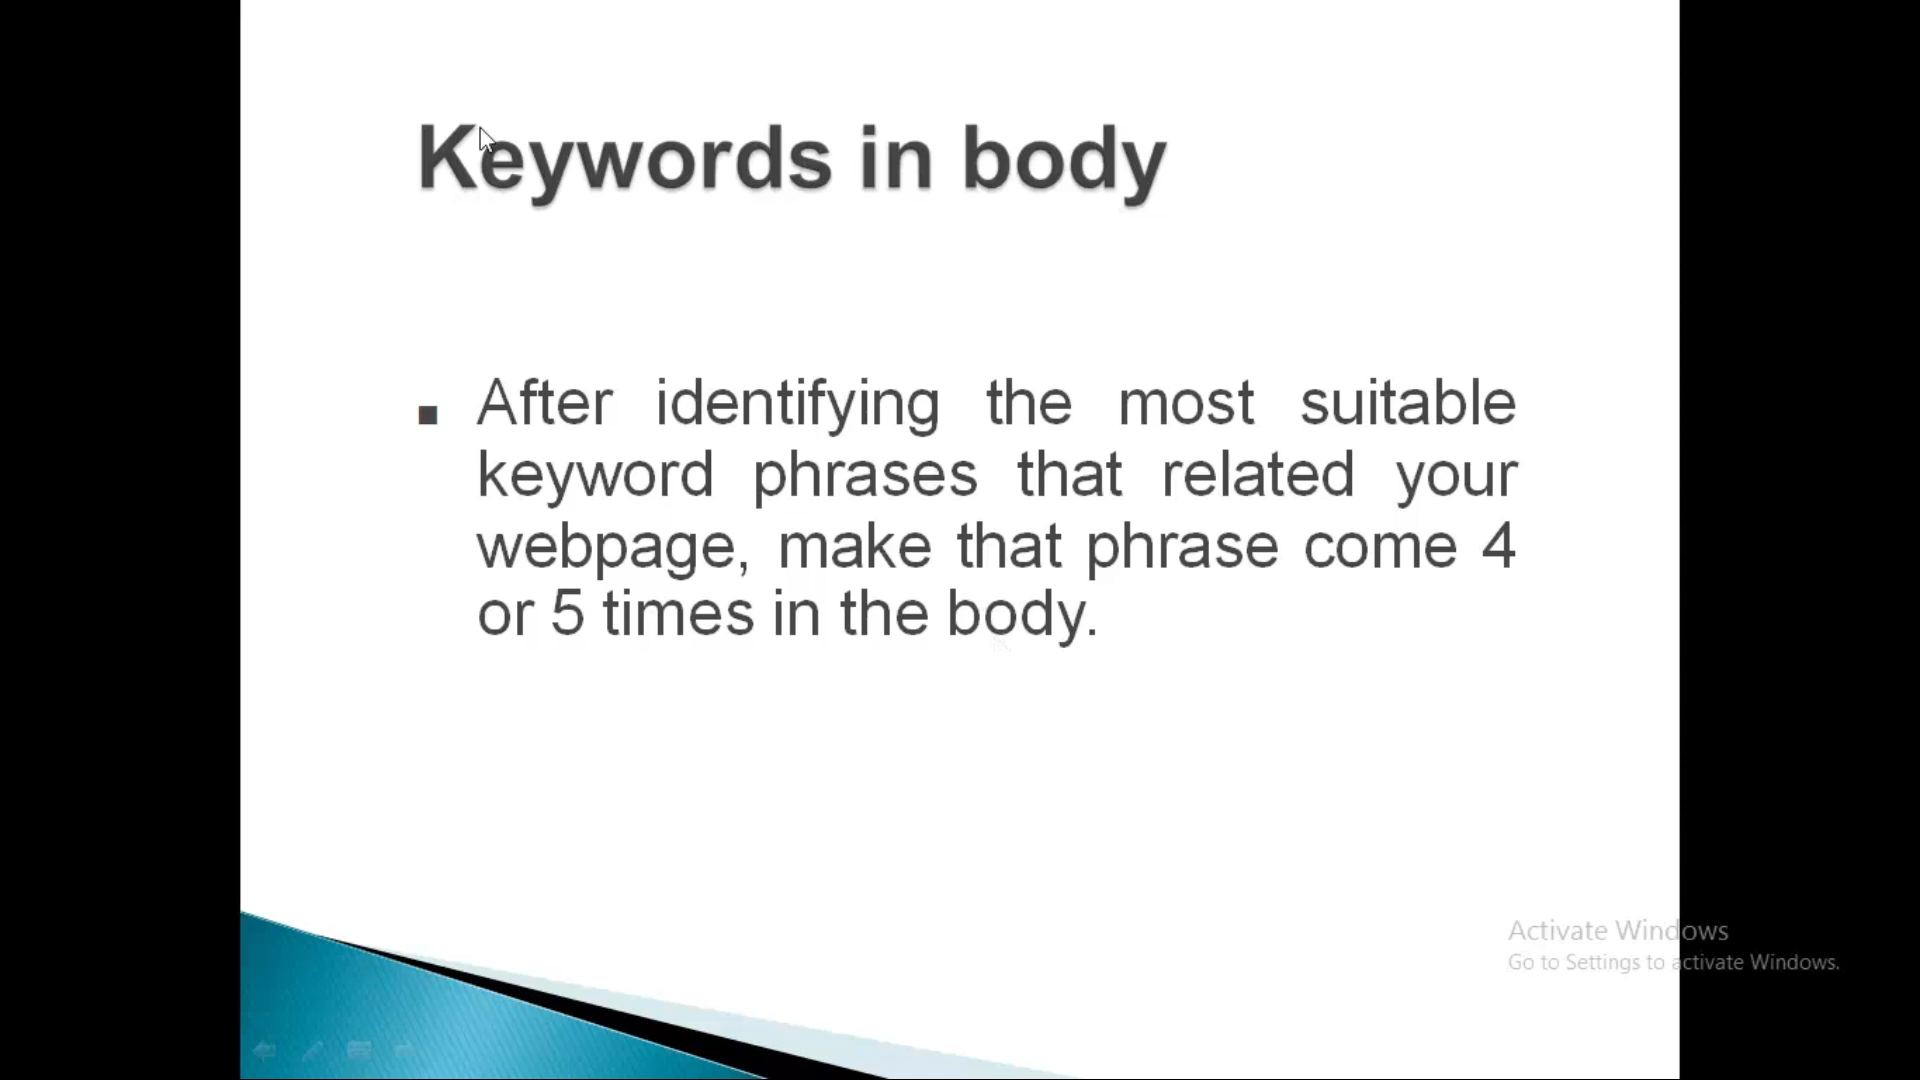 Keywords in body
After identifying the most suitable
keyword phrases that related your
webpage, make that phrase come 4
or 5 times in the body.
Activate Windows
Go to Settings to activate Windows.